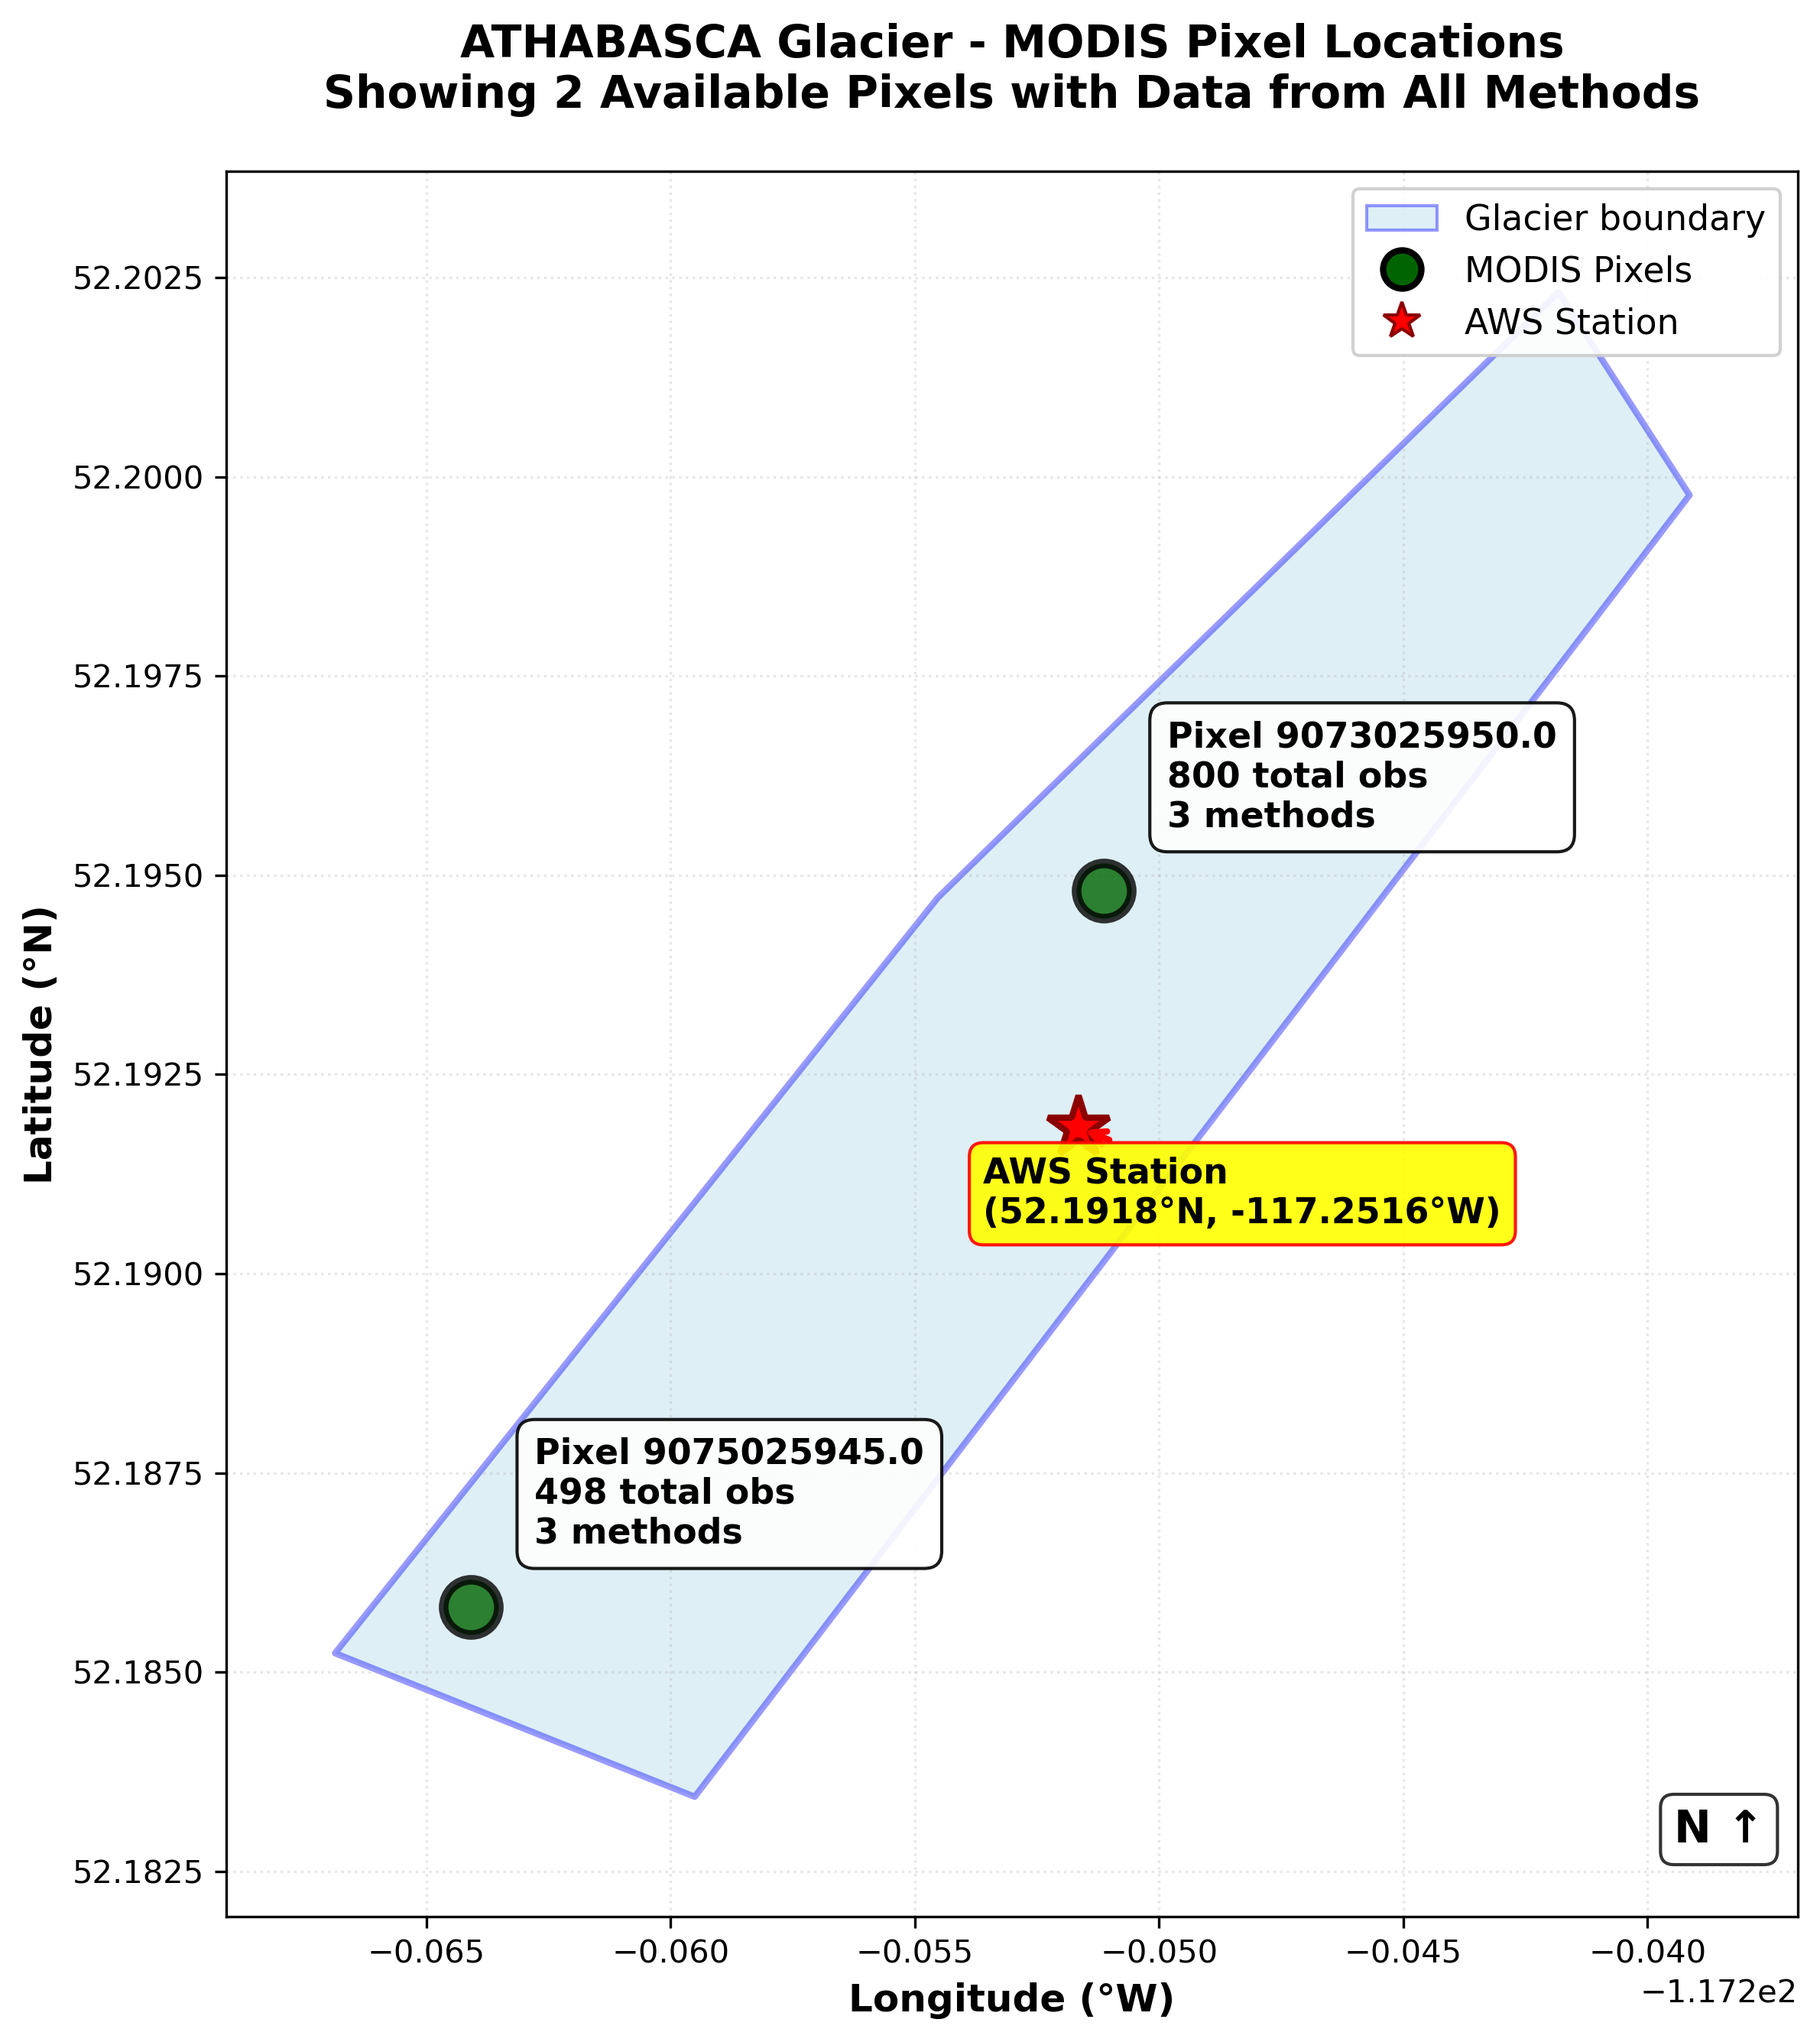 ATHABASCA Glacier - MODIS Pixel Locations
Showing 2 Available Pixels with Data from All Methods
Glacier boundary
MODIS Pixels
AWS Station
52.2025
52.2000
52.1975
52.1950
52.1925
52.1900
52.1875
52.1850
52.1825
Latitude (°N)
Pixel 9073025950.0
800 total obs
3 methods
AWS Station
(52.1918°N, -117.2516°W)
Pixel 9075025945.0
498 total obs
3 methods
N ↑
−0.065
−0.060
−0.055
−0.050
−0.045
−0.040
−1.172e2
Longitude (°W)